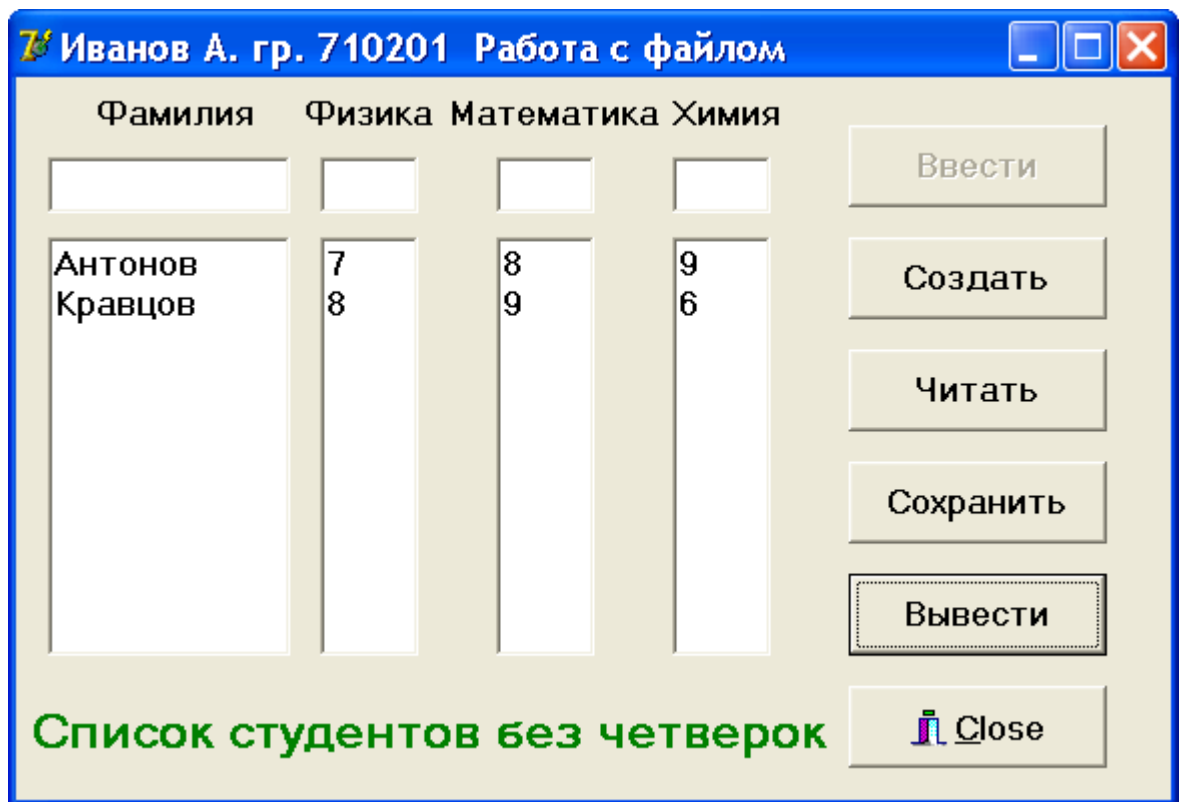 Иванов А. гр. 710201 Работа с файлом
Фамилия Физика Математика Химия
Ввести
Антонов 7 8 9
Создать
Кравцов 8 9 6
Читать
Сохранить
Вывести
Список студентов без четверок
Close